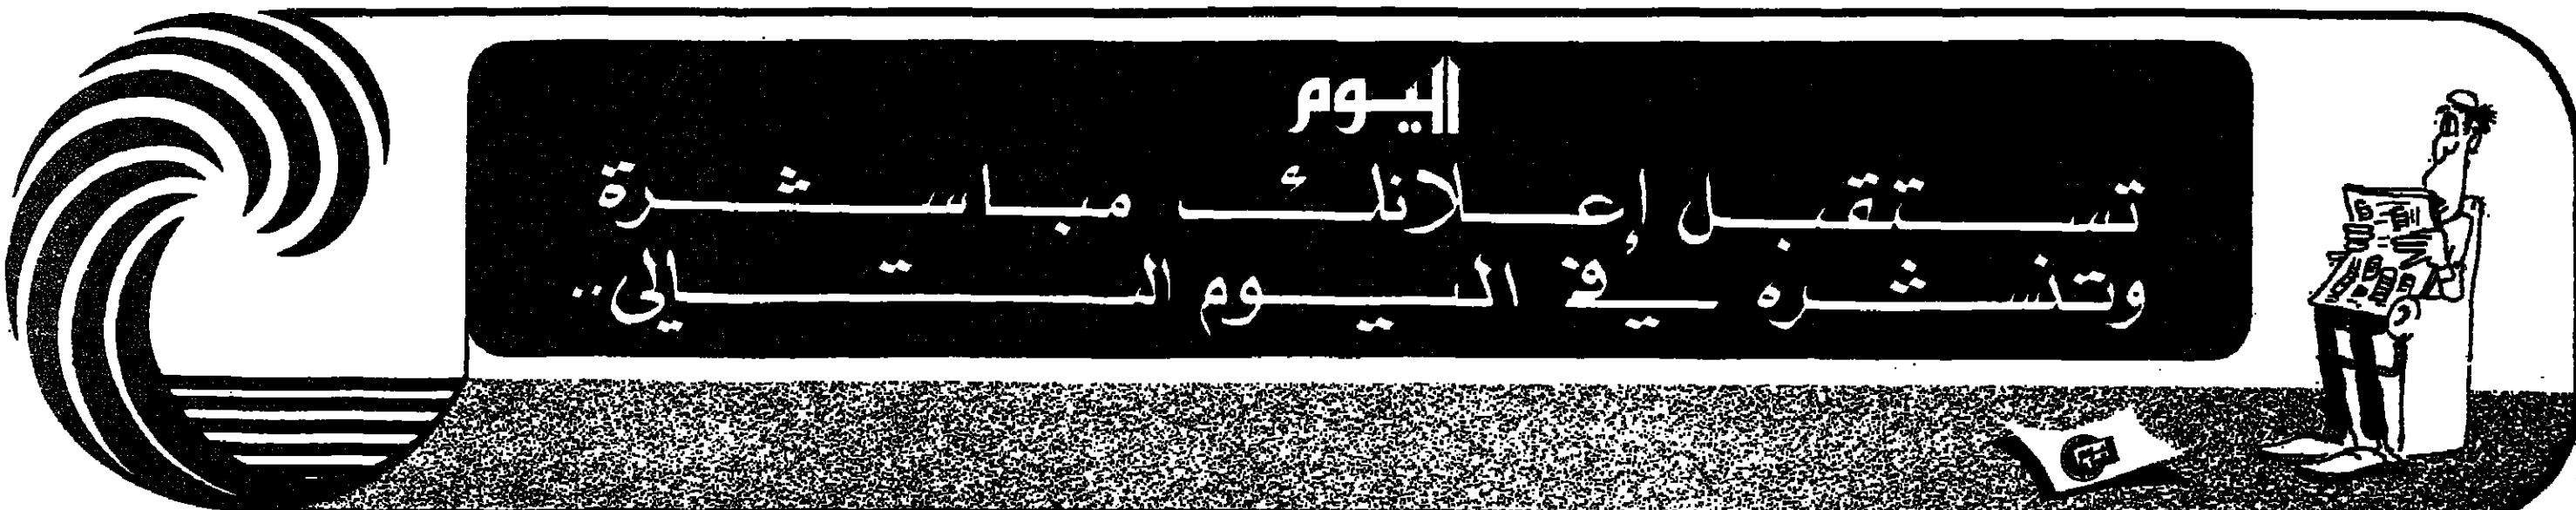 اليوم
تستقبل إعلانك مباشرة
وتنشره في اليوم التالي..